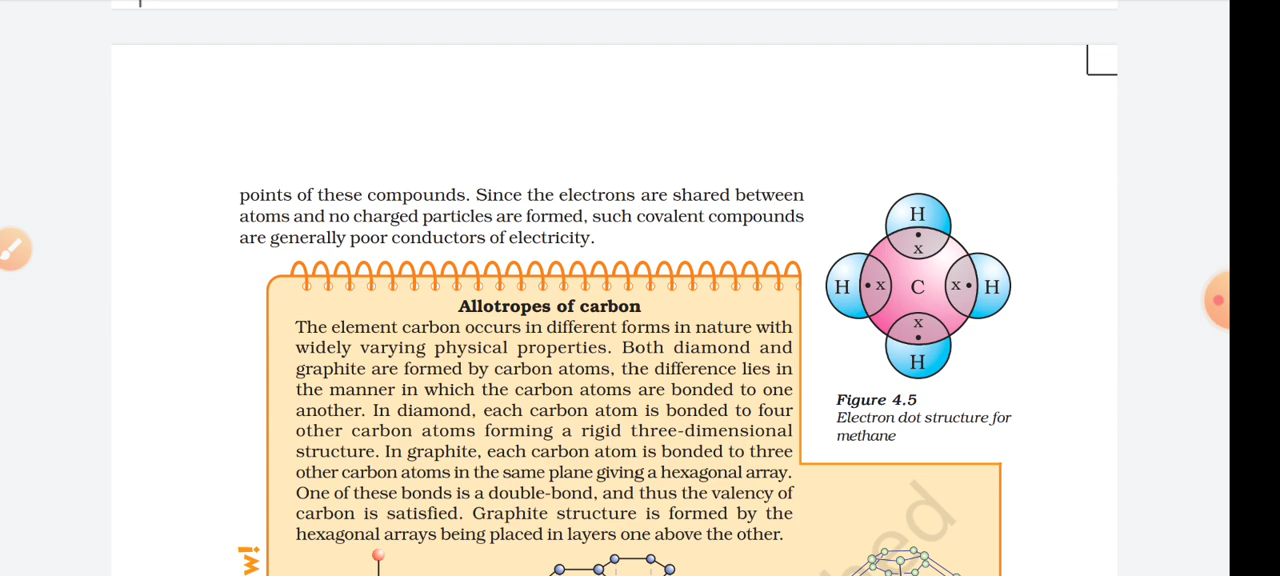 points of these compounds. Since the electrons are shared between
atoms and no charged particles are formed, such covalent compounds
are generally poor conductors of electricity.
Allotropes of carbon
The element carbon occurs in different forms in nature with
widely varying physical properties. Both diamond and
graphite are formed by carbon atoms, the difference lies in
the manner in which the carbon atoms are bonded to one
another. In diamond, each carbon atom is bonded to four
other carbon atoms forming a rigid three-dimensional
structure. In graphite, each carbon atom is bonded to three
other carbon atoms in the same plane giving a hexagonal array.
One of these bonds is a double-bond, and thus the valency of
carbon is satisfied. Graphite structure is formed by the
hexagonal arrays being placed in layers one above the other.
H
x
H x C x H
x
H
Figure 4.5
Electron dot structure for
methane
w!